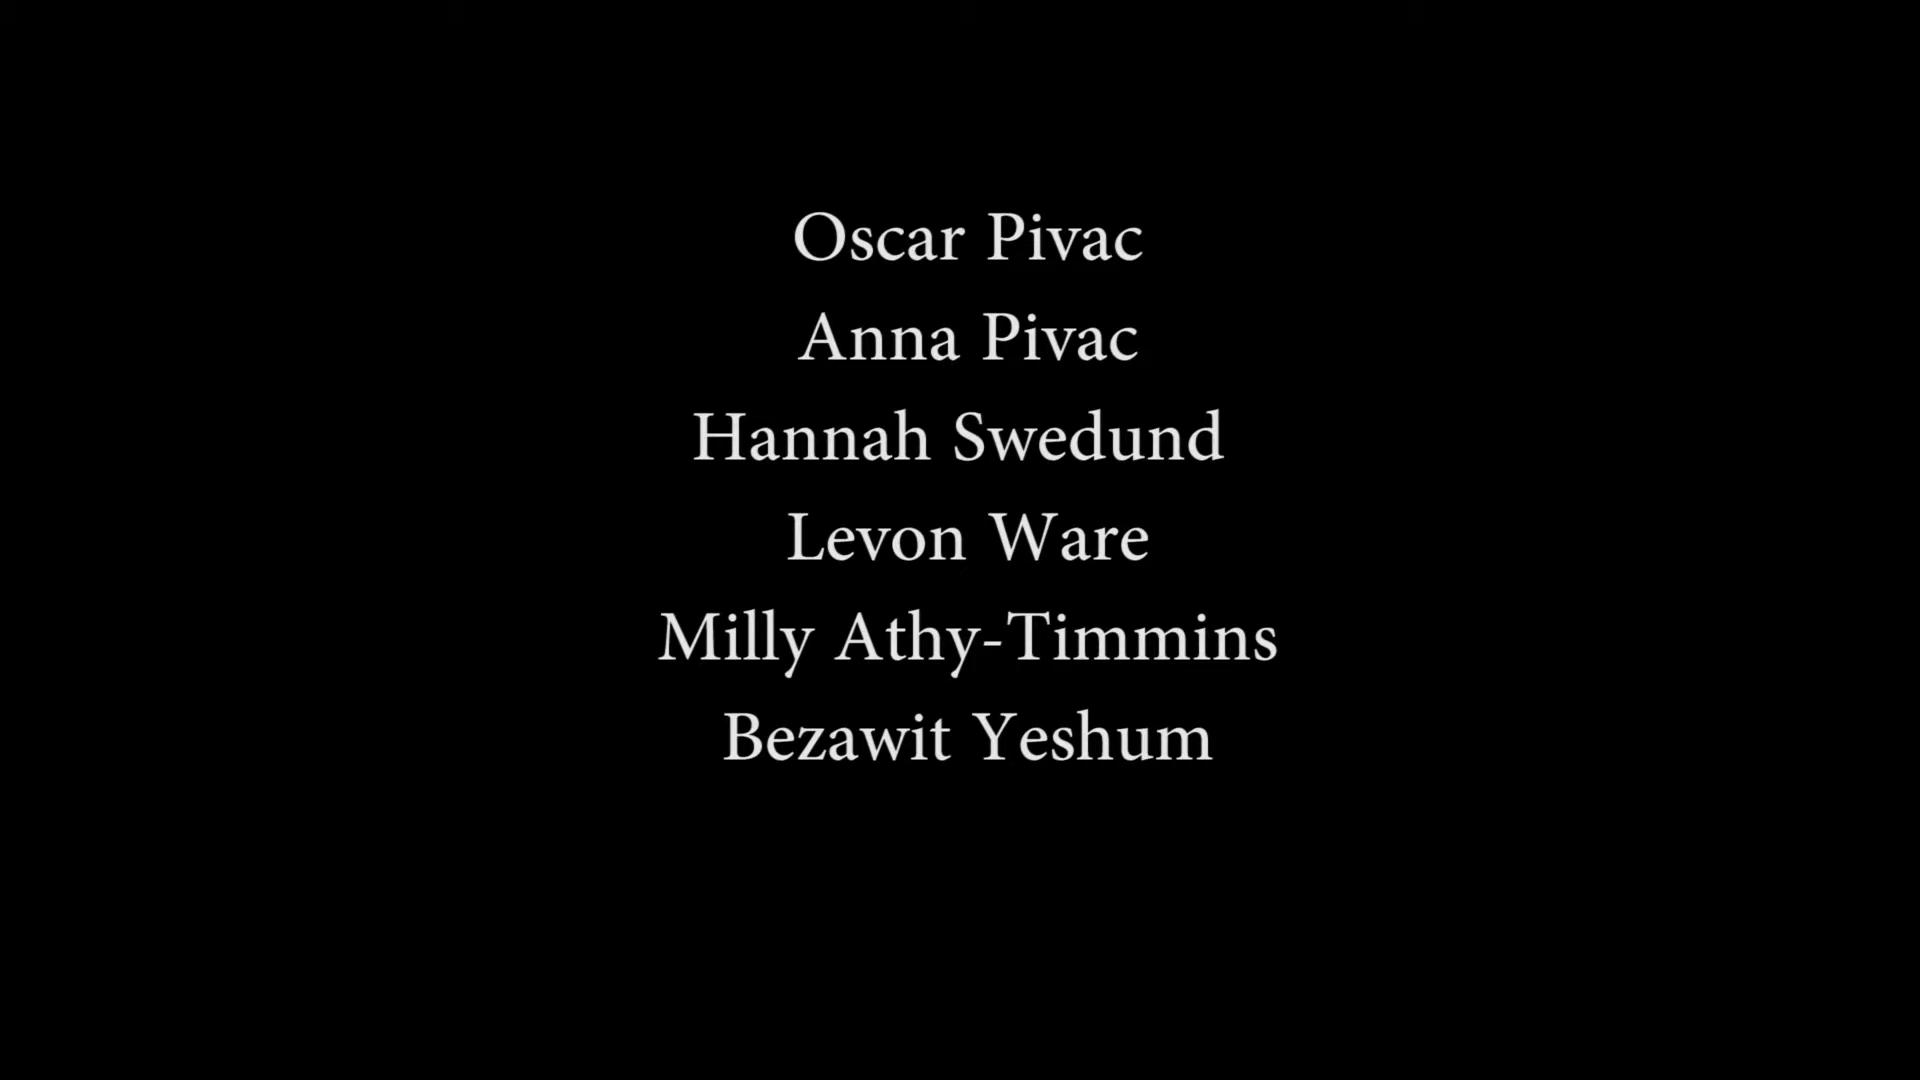 Oscar Pivac
Anna Pivac
Hannah Swedund
Levon Ware
Milly Athy-Timmins
Bezawit Yeshum